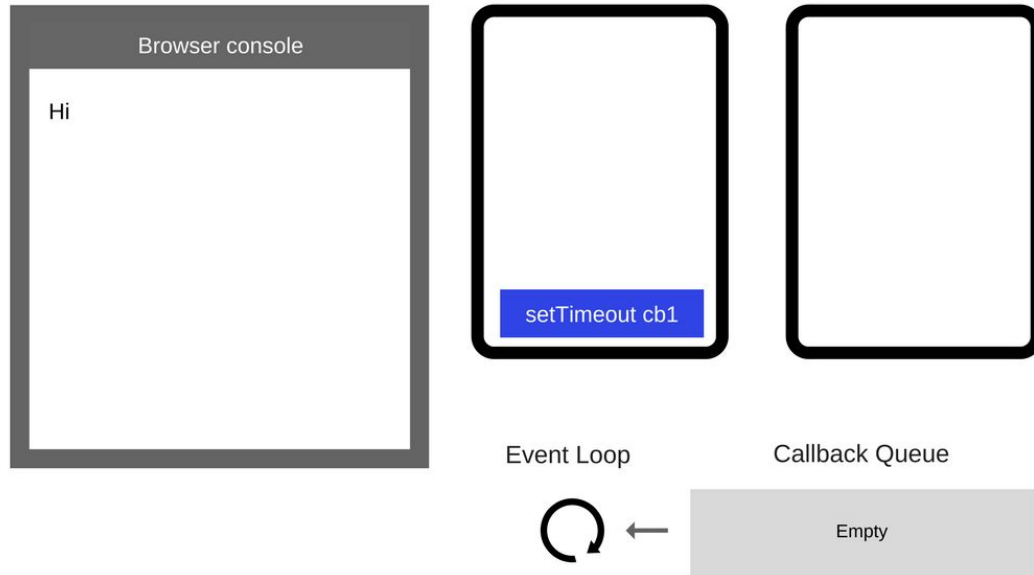 Browser console
Hi
setTimeout cb1
Event Loop
Callback Queue
Empty